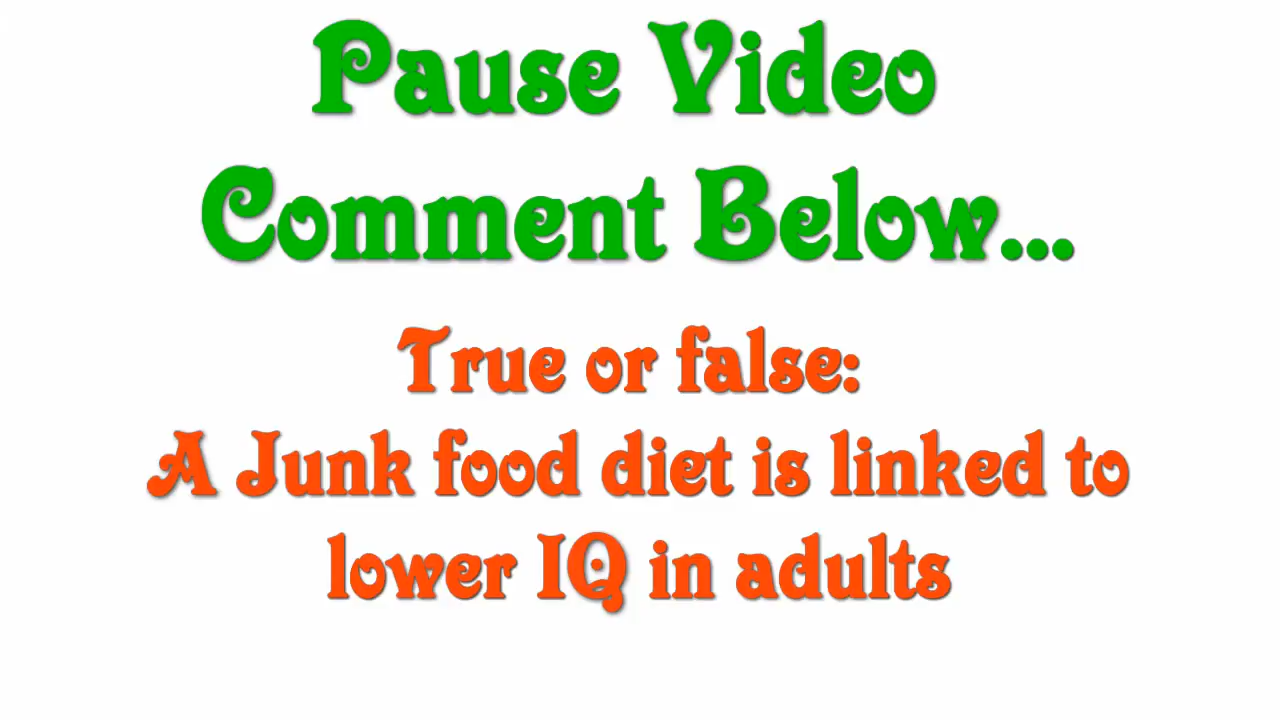 Pause Video
Comment Below...
True or false:
A Junk food diet is linked to
lower IQ in adults